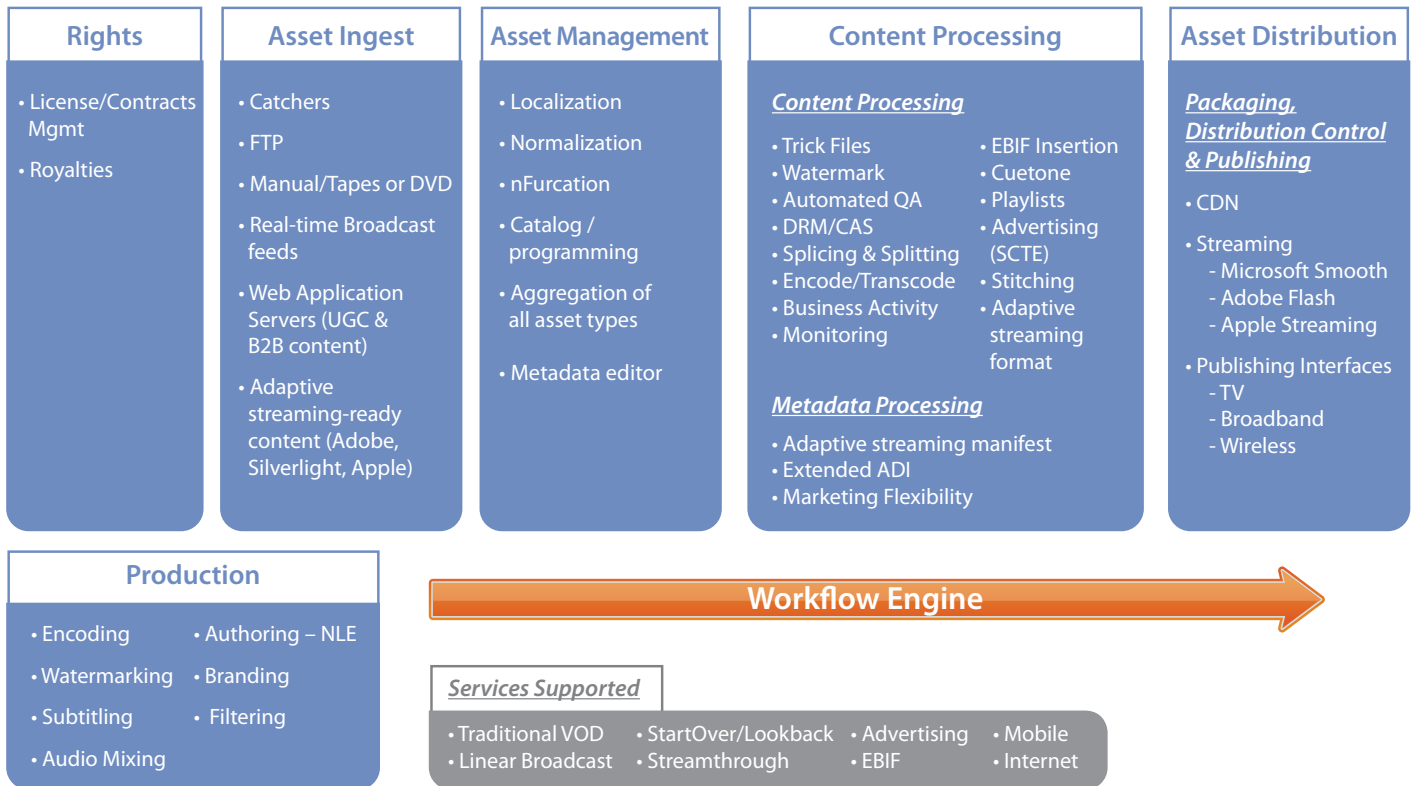 Rights
• License/Contracts
Mgmt
• Royalties
Asset Ingest
• Catchers
• FTP
• Manual/Tapes or DVD
• Real-time Broadcast
feeds
• Web Application
Servers (UGC &
B2B content)
• Adaptive
streaming-ready
content (Adobe,
Silverlight, Apple)
Asset Management
• Localization
• Normalization
• nFurcation
• Catalog /
programming
• Aggregation of
all asset types
• Metadata editor
Content Processing
Content Processing
• Trick Files
• Watermark
• Automated QA
• DRM/CAS
• Splicing & Splitting
• Encode/Transcode
• Business Activity
• Monitoring
• EBIF Insertion
• Cuetone
• Playlists
• Advertising
(SCTE)
• Stitching
• Adaptive
streaming
format
Metadata Processing
• Adaptive streaming manifest
• Extended ADI
• Marketing Flexibility
Asset Distribution
Packaging,
Distribution Control
& Publishing
• CDN
• Streaming
- Microsoft Smooth
- Adobe Flash
- Apple Streaming
• Publishing Interfaces
- TV
- Broadband
- Wireless
Production
• Encoding
• Watermarking
• Subtitling
• Audio Mixing
• Authoring – NLE
• Branding
• Filtering
Workflow Engine
Services Supported
• Traditional VOD
• Linear Broadcast
• StartOver/Lookback
• Streamthrough
• Advertising
• EBIF
• Mobile
• Internet